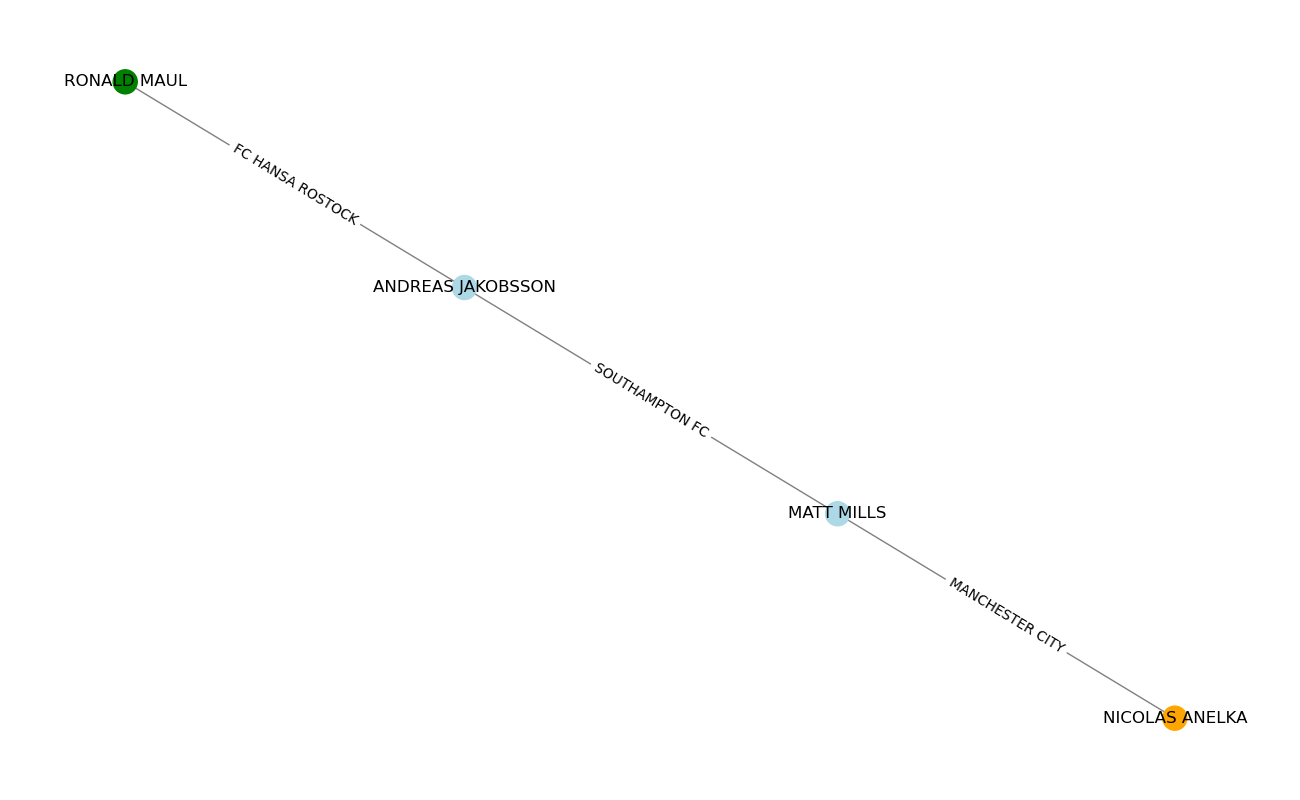 RONALD MAUL
FC HANSA ROSTOCK
ANDREAS JAKOBSSON
SOUTHAMPTON FC
MATT MILLS
MANCHESTER CITY
NICOLAS ANELKA